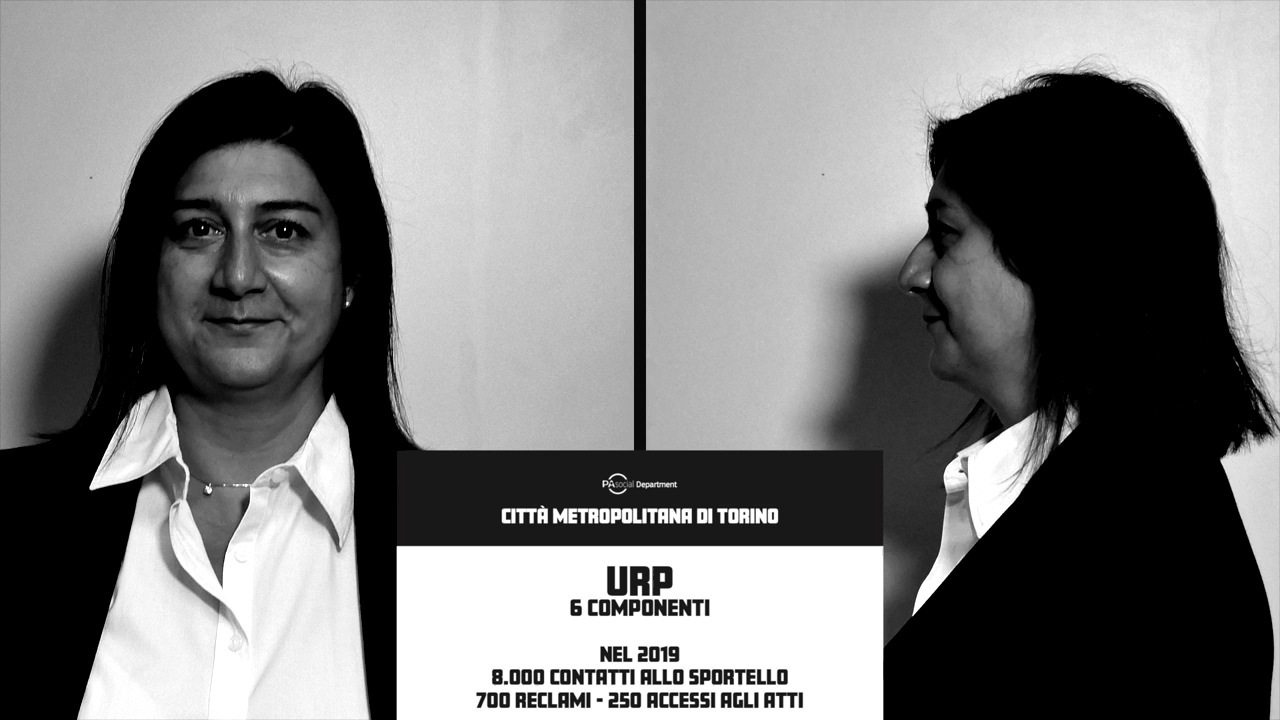 PAsocial Department
CITTÀ METROPOLITANA DI TORINO
URP
6 COMPONENTI
NEL 2019
8.000 CONTATTI ALLO SPORTELLO
700 RECLAMI - 250 ACCESSI AGLI ATTI